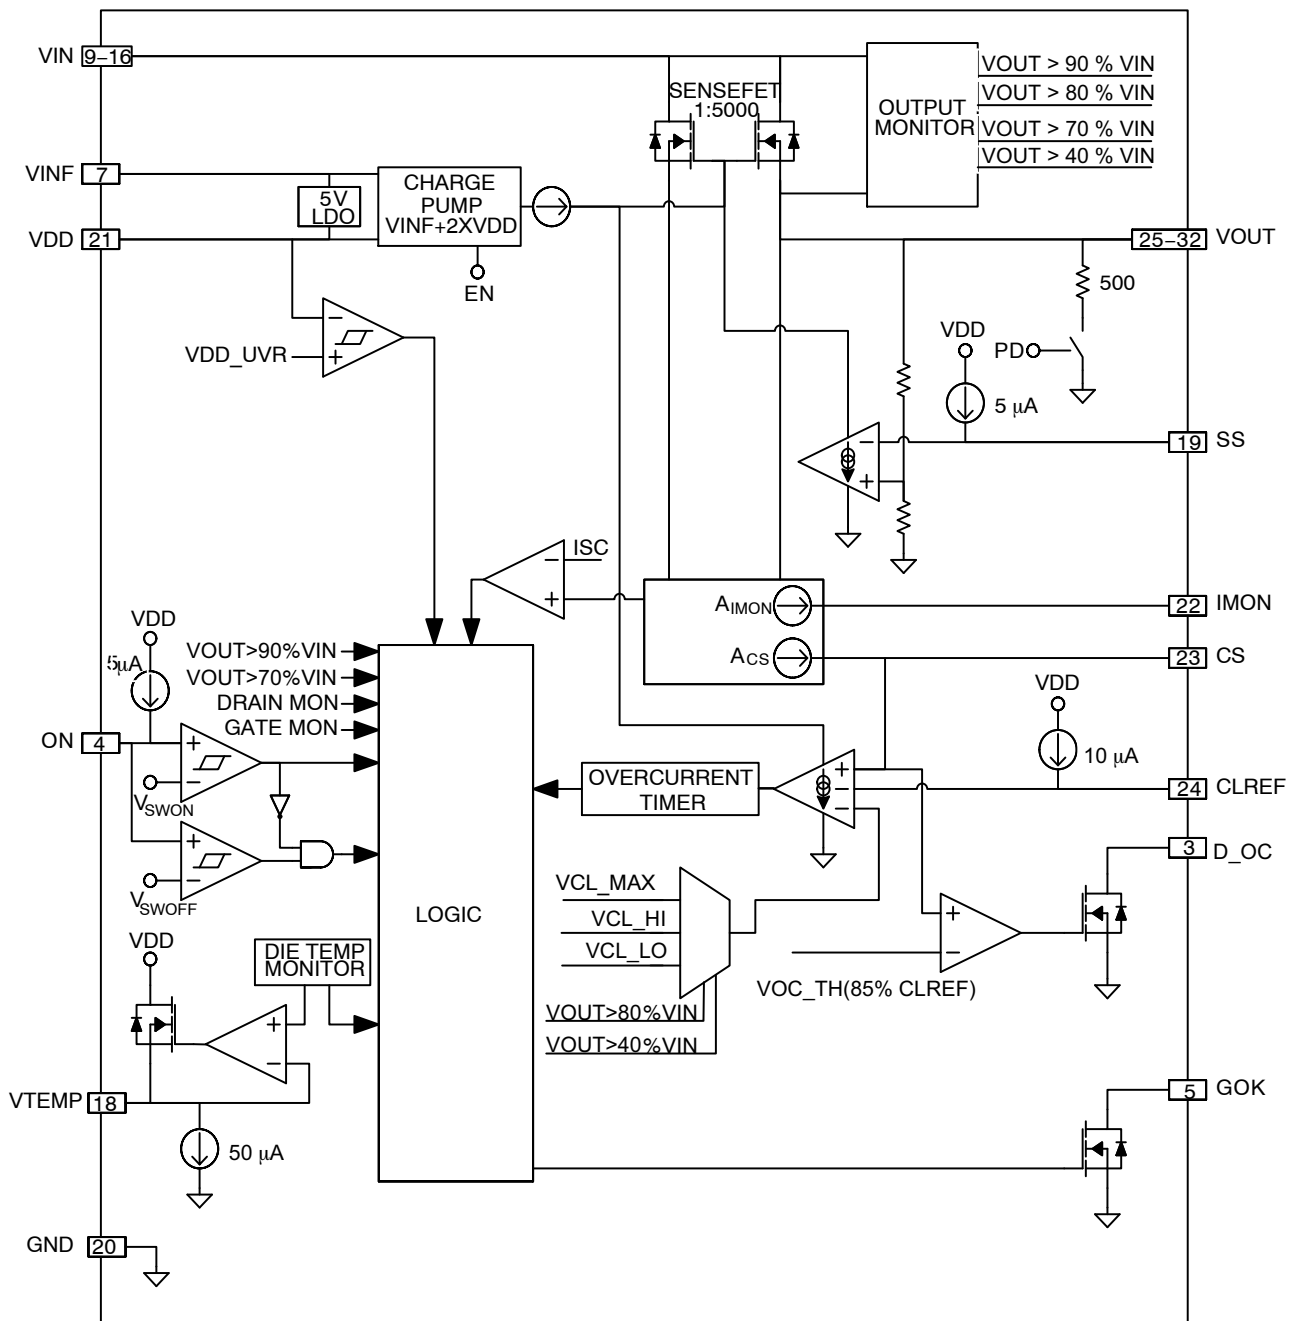 VIN 9–16
SENSEFET
1:5000
OUTPUT
MONITOR
VOUT > 90 % VIN
VOUT > 80 % VIN
VOUT > 70 % VIN
VOUT > 40 % VIN
VINF 7
5V
LDO
CHARGE
PUMP
VINF+2XVDD
VDD 21
EN
25–32 VOUT
500
VDD
PD
5 μA
VDD_UVR
–
+
–
+
19 SS
ISC
–
+
AIMON
22 IMON
ACS
23 CS
VDD
5μA
VOUT>90%VIN
VOUT>70%VIN
DRAIN MON
GATE MON
VDD
10 μA
ON 4
+
–
VSWON
OVERCURRENT
TIMER
+
–
–
24 CLREF
3 D_OC
+
–
VSWOFF
LOGIC
VCL_MAX
VCL_HI
VCL_LO
+
–
VOC_TH(85% CLREF)
VDD
DIE TEMP
MONITOR
+
–
VOUT>80%VIN
VOUT>40%VIN
VTEMP 18
50 μA
5 GOK
GND 20